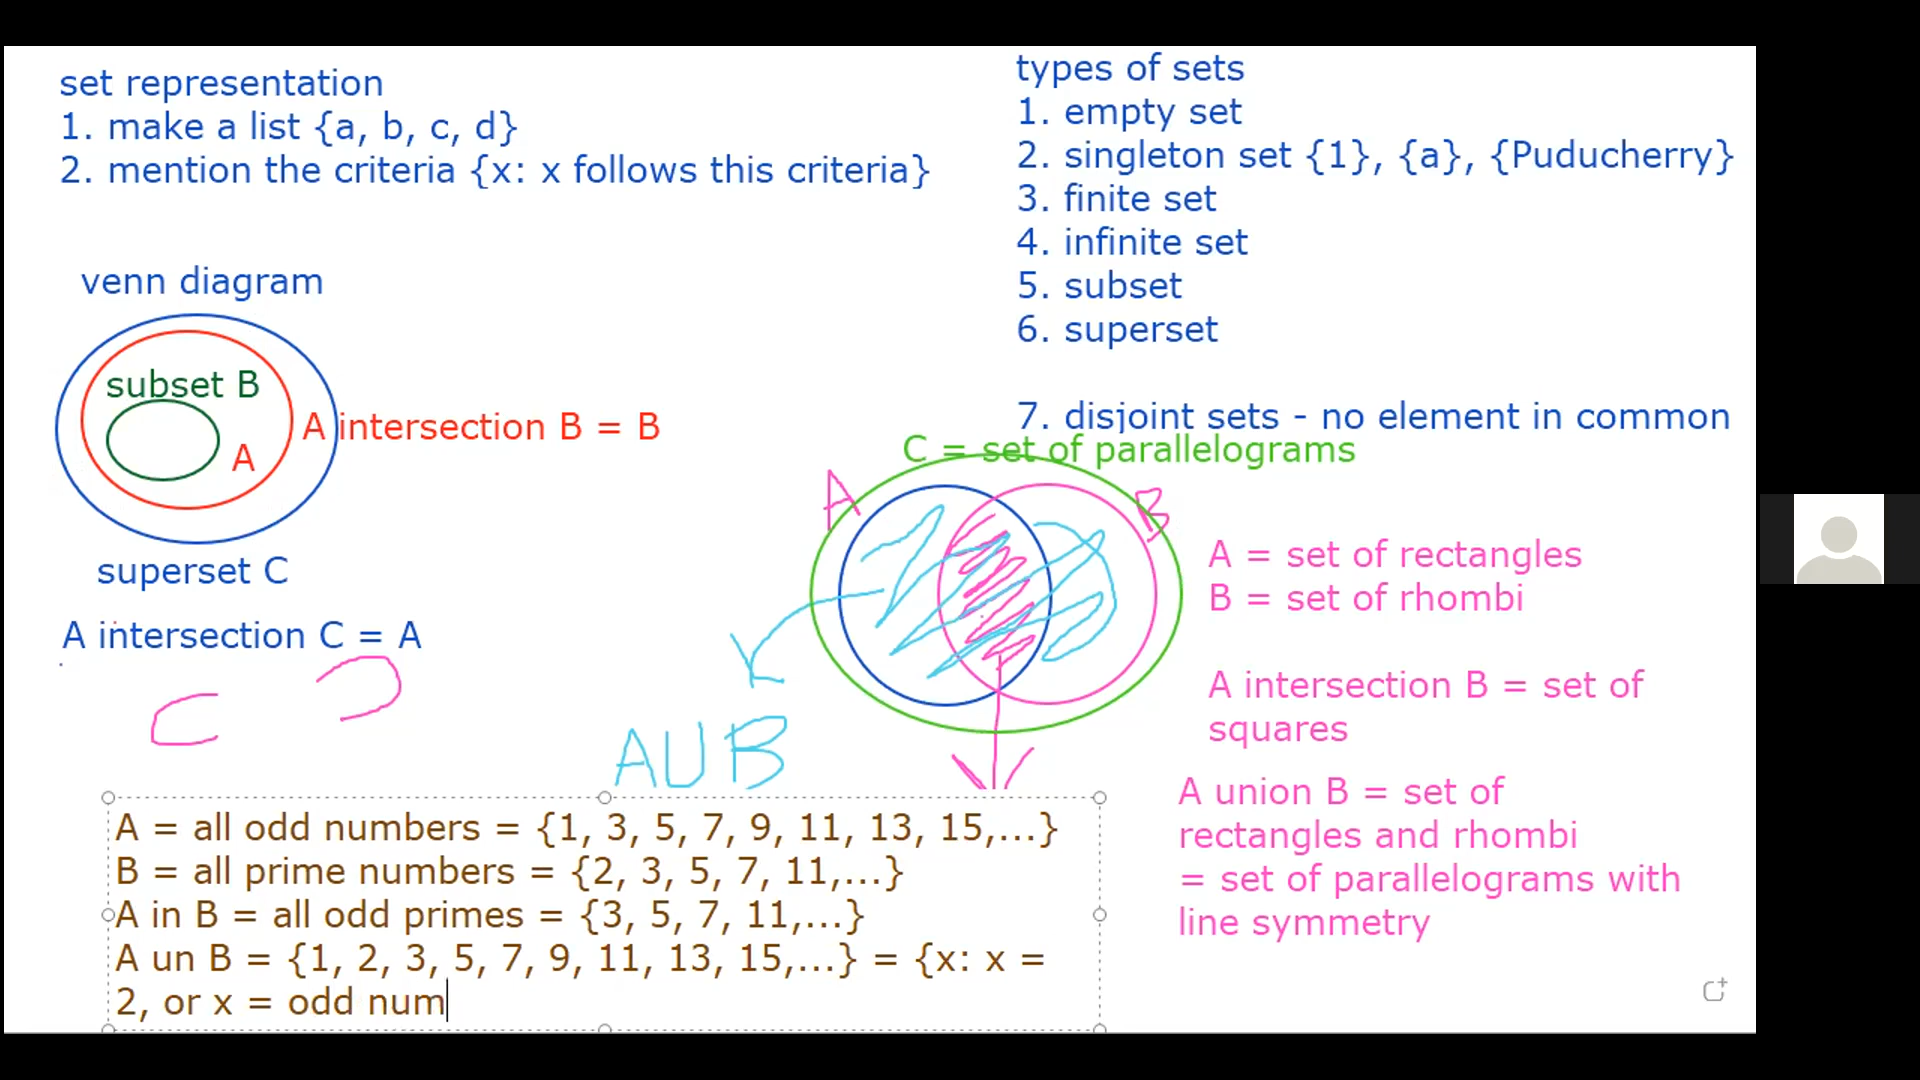 set representation
1. make a list {a, b, c, d}
2. mention the criteria {x: x follows this criteria}
types of sets
1. empty set
2. singleton set {1}, {a}, {Puducherry}
3. finite set
4. infinite set
5. subset
6. superset
7. disjoint sets - no element in common
venn diagram
subset B
A
A intersection B = B
superset C
A intersection C = A
C = set of parallelograms
A
B
A = set of rectangles
B = set of rhombi
A intersection B = set of
squares
A union B = set of
rectangles and rhombi
= set of parallelograms with
line symmetry
AUB
A = all odd numbers = {1, 3, 5, 7, 9, 11, 13, 15,...}
B = all prime numbers = {2, 3, 5, 7, 11,...}
A in B = all odd primes = {3, 5, 7, 11,...}
A un B = {1, 2, 3, 5, 7, 9, 11, 13, 15,...} = {x: x =
2, or x = odd num